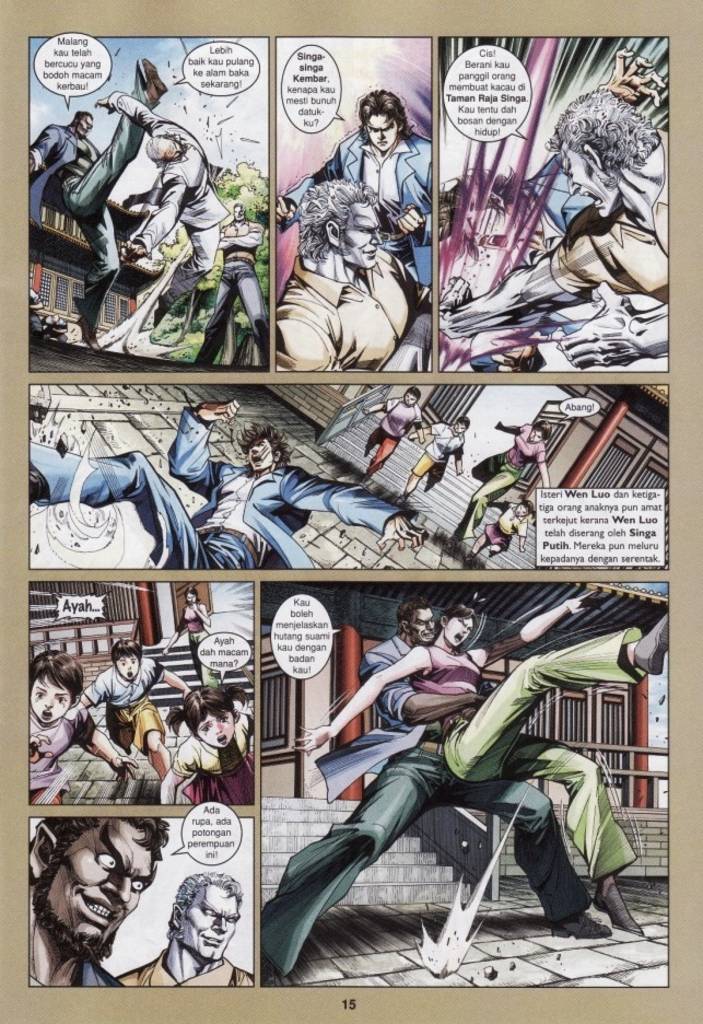 Malang
kau telah
bercucu yang
bodoh macam
kerbau!
Lebih
baik kau pulang
ke alam baka
sekarang!
Singa-
singa
Kembar,
kenapa kau
mesti bunuh
datuk-
ku?
Cis!
Berani kau
panggil orang
membuat kacau di
Taman Raja Singa.
Kau tentu dah
bosan dengan
hidup!
Abang!
Isteri Wen Luo dan ketiga-
tiga orang anaknya pun amat
terkejut kerana Wen Luo
telah diserang oleh Singa
Putih. Mereka pun meluru
kepadanya dengan serentak.
Ayah...
Ayah
dah macam
mana?
Kau
boleh
menjelaskan
hutang suami
kau dengan
badan
kau!
Ada
rupa, ada
potongan
perempuan
ini!
15